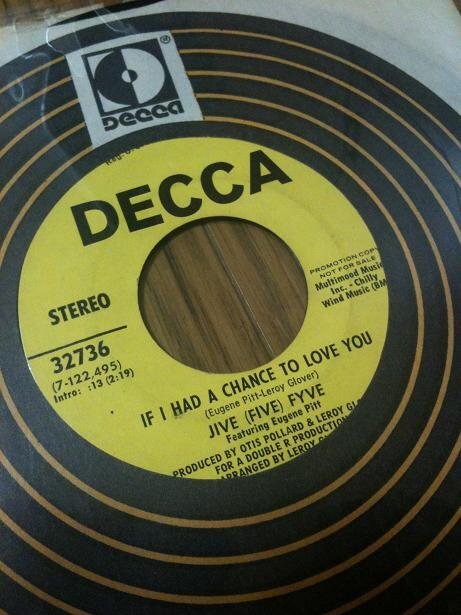 ®
DECCA
DECCA
STEREO
32736
(7-122,495)
Intro: :13 (2:19)
PROMOTION COPY
NOT FOR SALE
Multimood Music
Inc. - Chilly
Wind Music (BM
IF I HAD A CHANCE TO LOVE YOU
(Eugene Pitt-Leroy Glover)
JIVE (FIVE) FYVE
Featuring Eugene Pitt
PRODUCED BY OTIS POLLARD & LEROY GL
FOR A DOUBLE R PRODUCTION
ARRANGED BY LEROY